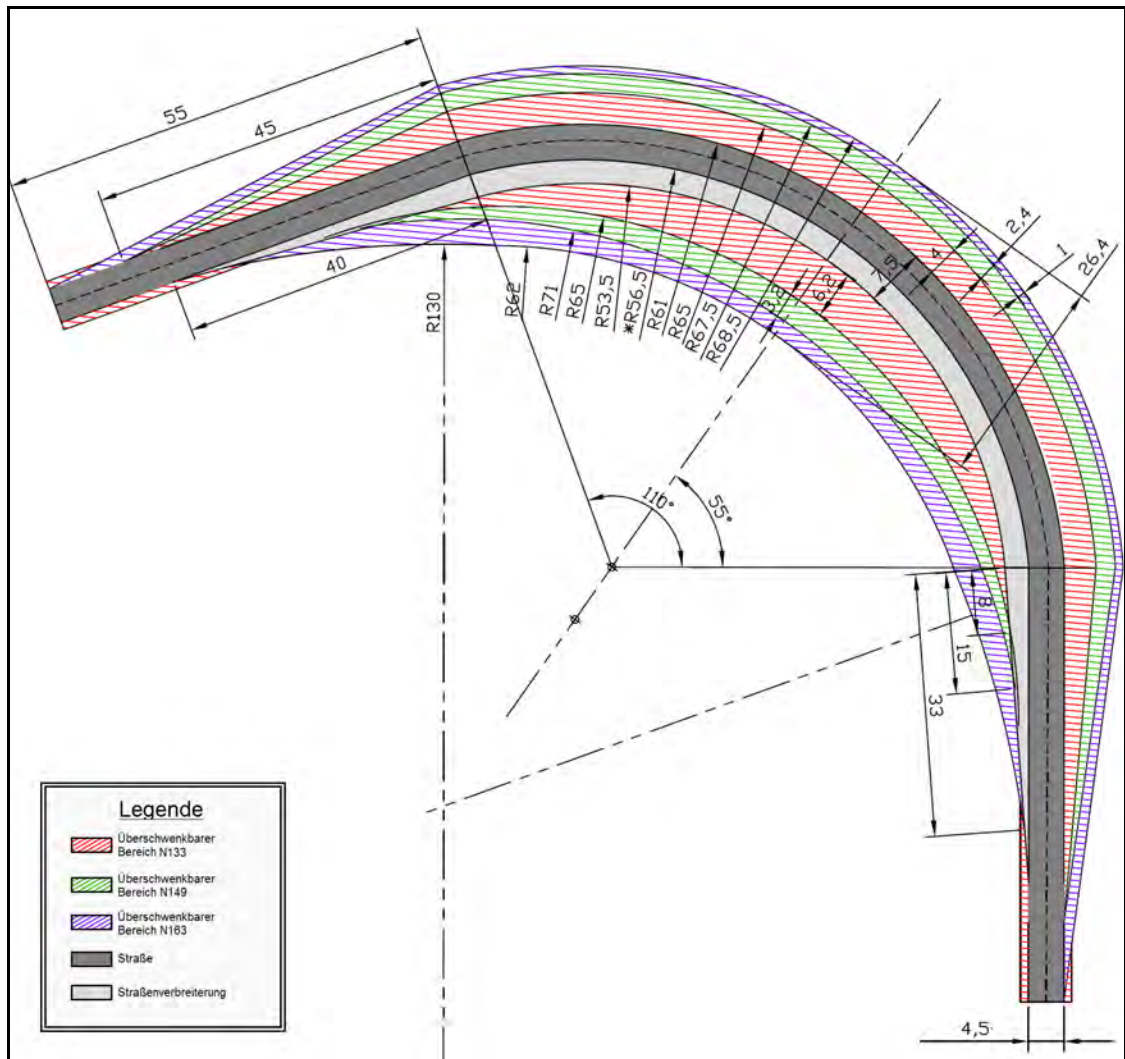 55
45
40
R130
R62
R71
R65
R53,5
*R56,5
R61
R65
R67,5
R68,5
3,2
6,2
7,5
4
2,4
1
26,4
110°
55°
8
15
33
4,5
Legende
Überschwenkbarer
Bereich N133
Überschwenkbarer
Bereich N149
Überschwenkbarer
Bereich N163
Straße
Straßenverbreiterung